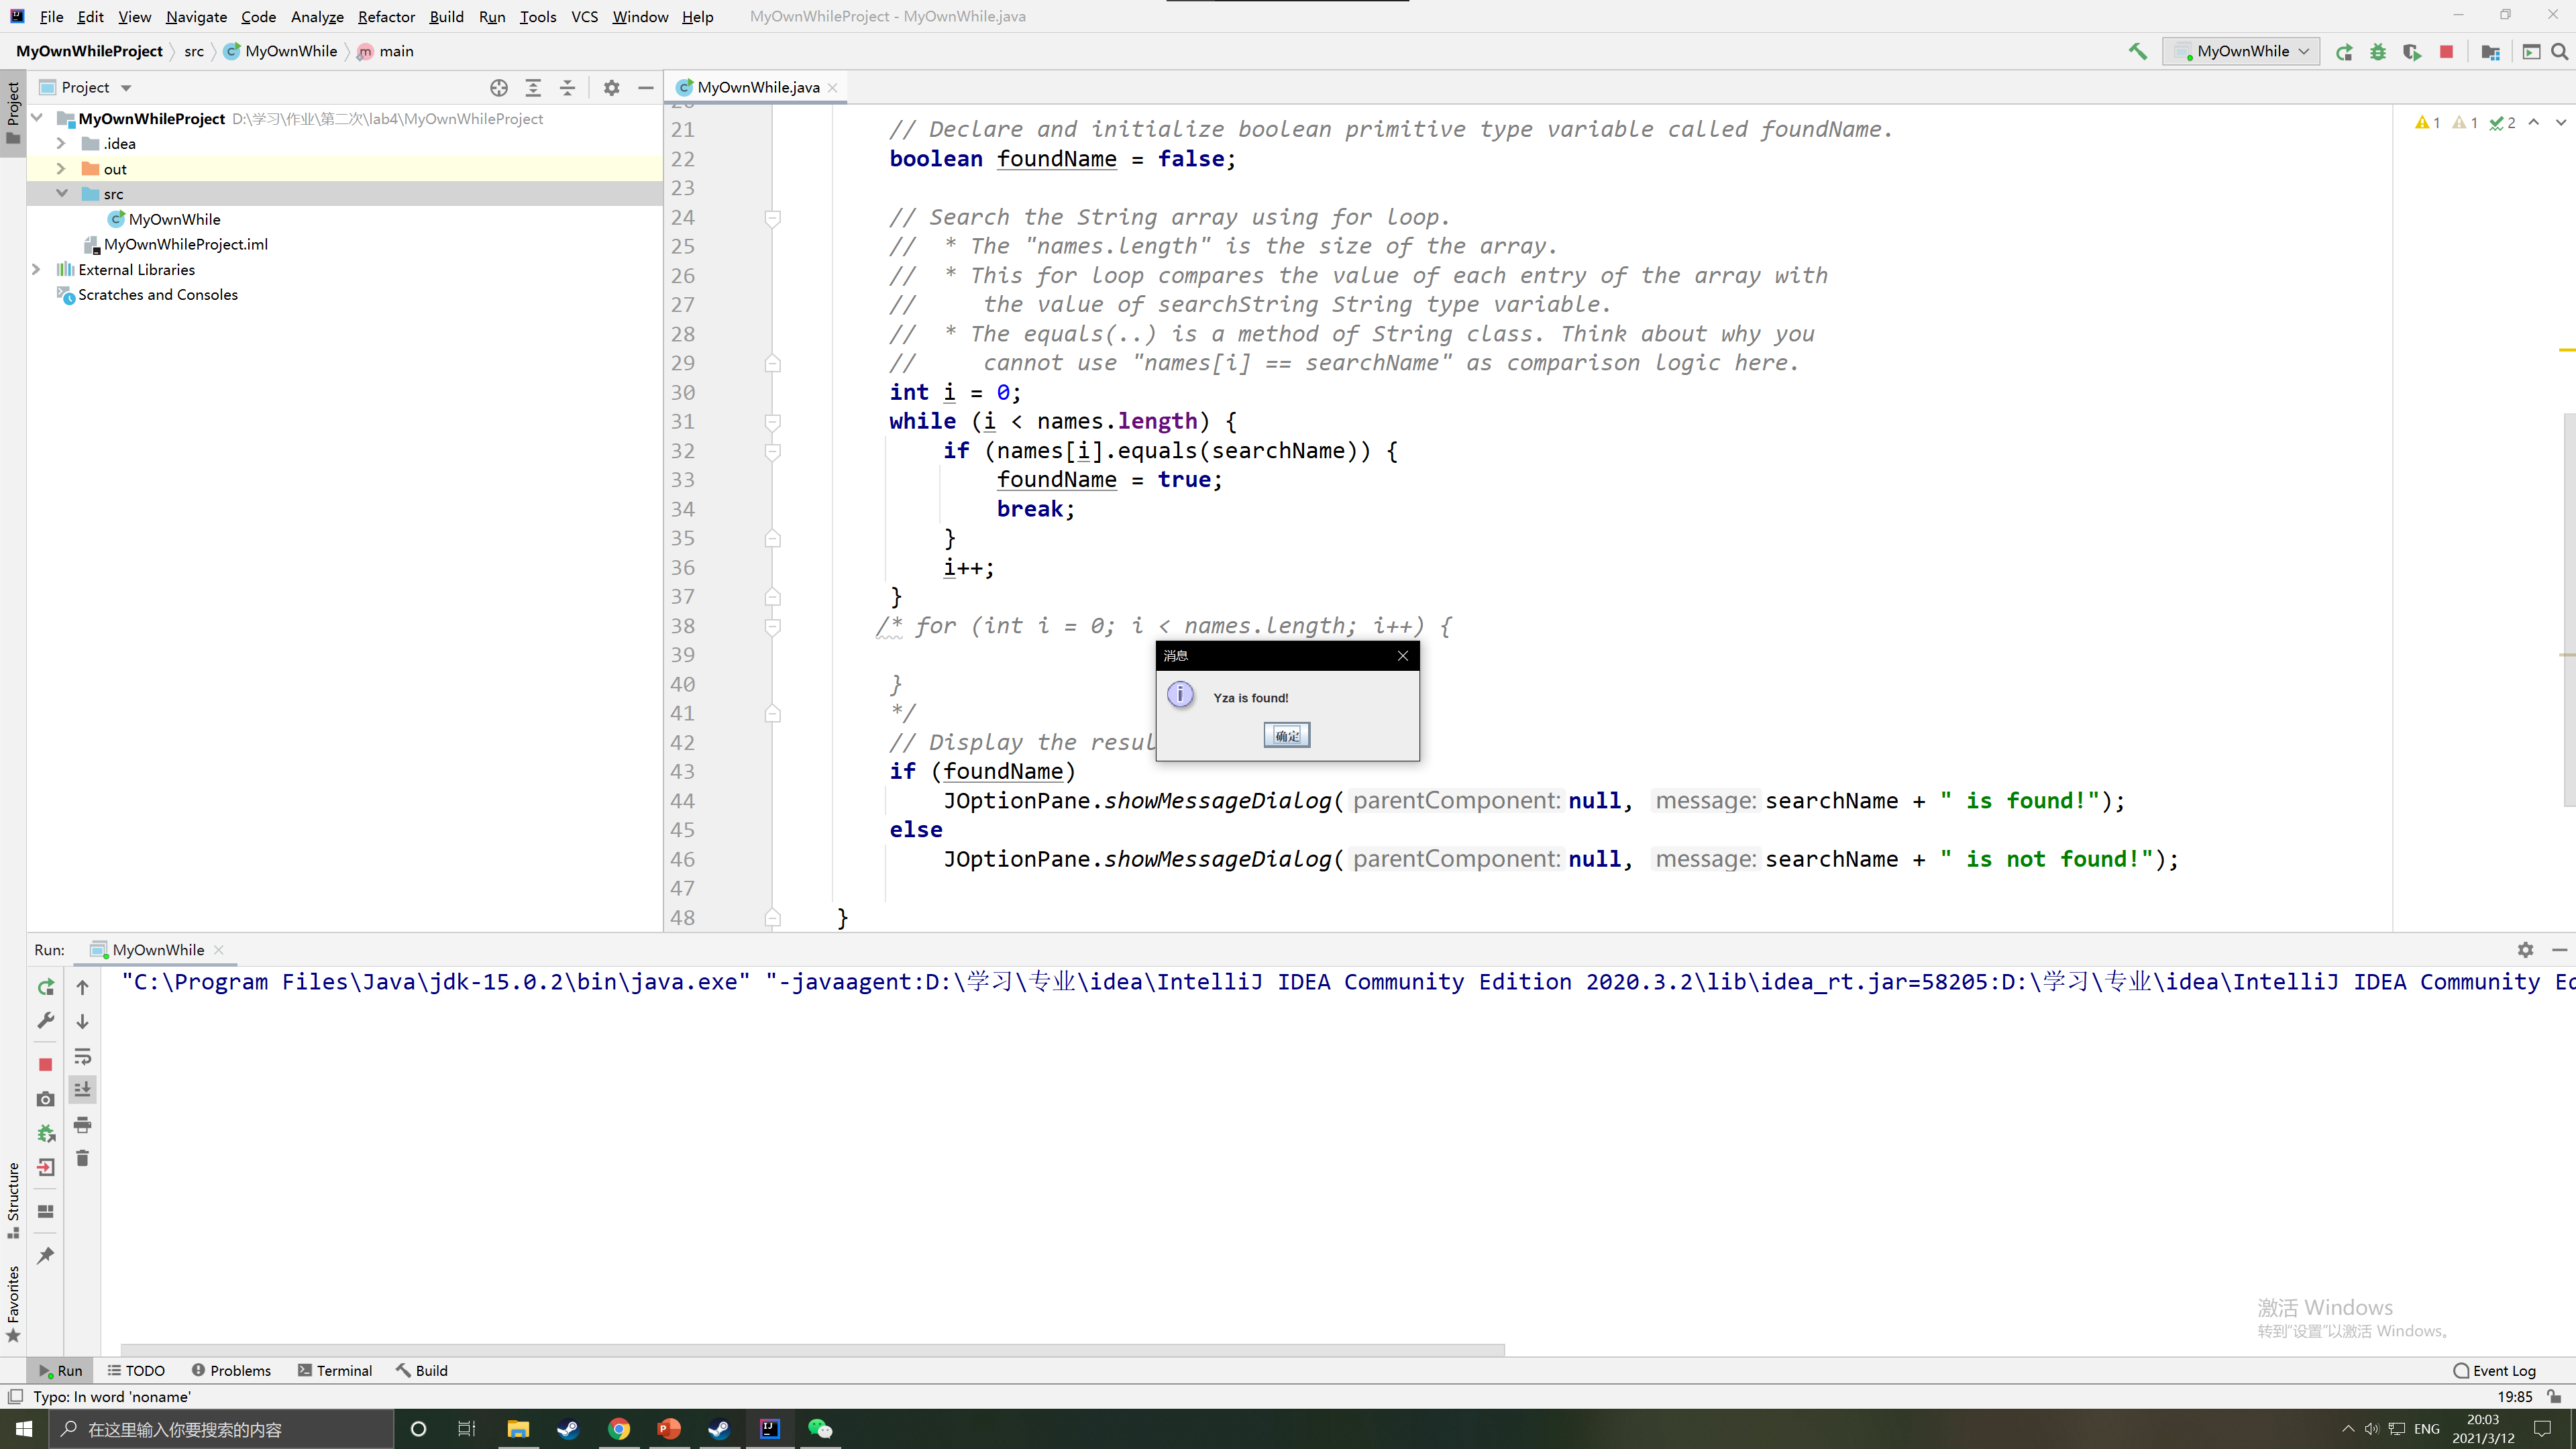 File Edit View Navigate Code Analyze Refactor Build Run Tools VCS Window Help MyOwnWhileProject - MyOwnWhile.java
MyOwnWhileProject src MyOwnWhile main
MyOwnWhile
Project
Project
MyOwnWhile.java
MyOwnWhileProject D:\学习\作业\第二次\lab4\MyOwnWhileProject
.idea
out
src
MyOwnWhile
MyOwnWhileProject.iml
External Libraries
Scratches and Consoles
1 1 2
21 // Declare and initialize boolean primitive type variable called foundName.
22 boolean foundName = false;
23
24 // Search the String array using for loop.
25 // * The "names.length" is the size of the array.
26 // * This for loop compares the value of each entry of the array with
27 // the value of searchString String type variable.
28 // * The equals(..) is a method of String class. Think about why you
29 // cannot use "names[i] == searchName" as comparison logic here.
30 int i = 0;
31 while (i < names.length) {
32 if (names[i].equals(searchName)) {
33 foundName = true;
34 break;
35 }
36 i++;
37 }
38 /* for (int i = 0; i < names.length; i++) {
39
40 }
41 */
42 // Display the resul
43 if (foundName)
44 JOptionPane.showMessageDialog( parentComponent: null, message: searchName + " is found!");
45 else
46 JOptionPane.showMessageDialog( parentComponent: null, message: searchName + " is not found!");
47
48 }
消息
Yza is found!
确定
Run: MyOwnWhile
"C:\Program Files\Java\jdk-15.0.2\bin\java.exe" "-javaagent:D:\学习\专业\idea\IntelliJ IDEA Community Edition 2020.3.2\lib\idea_rt.jar=58205:D:\学习\专业\idea\IntelliJ IDEA Community Ed
Structure
Favorites
激活 Windows
转到"设置"以激活 Windows。
Run TODO Problems Terminal Build Event Log
Typo: In word 'noname' 19:85
在这里输入你要搜索的内容
ENG
20:03
2021/3/12